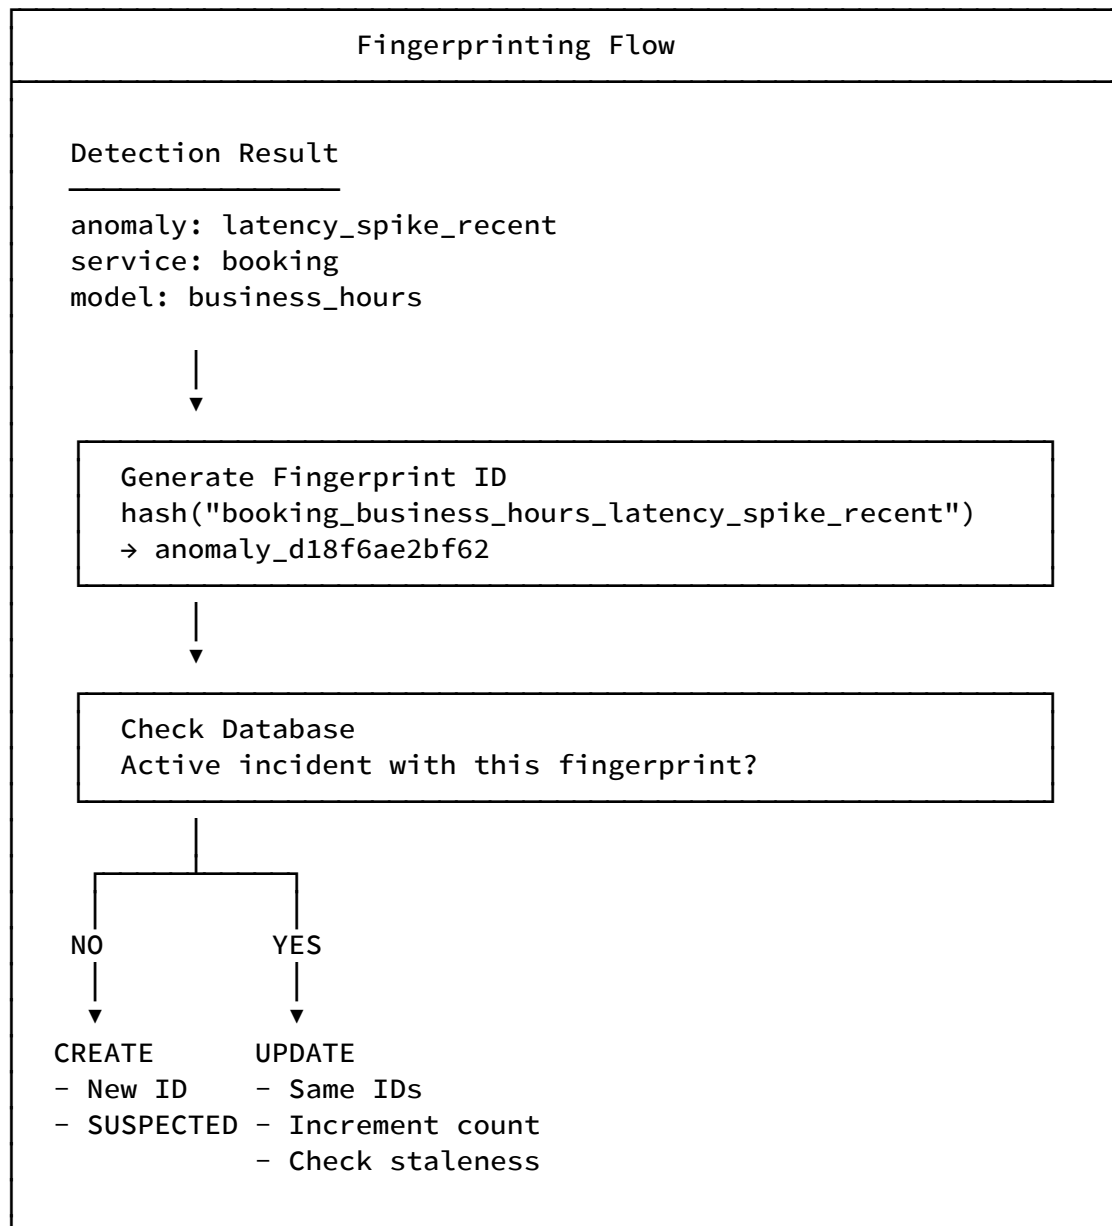 Fingerprinting Flow
Detection Result
anomaly: latency_spike_recent
service: booking
model: business_hours
Generate Fingerprint ID
hash("booking_business_hours_latency_spike_recent")
→ anomaly_d18f6ae2bf62
Check Database
Active incident with this fingerprint?
NO YES
CREATE UPDATE
- New ID - Same IDs
- SUSPECTED - Increment count
- Check staleness